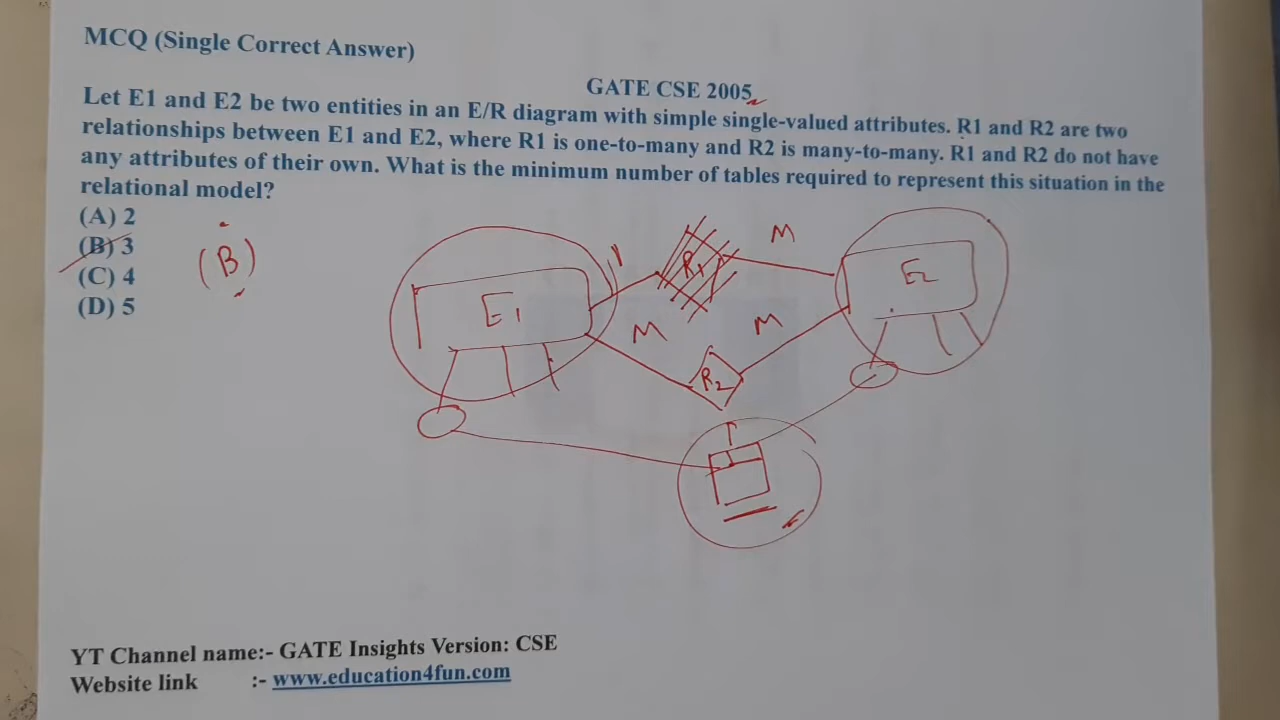 MCQ (Single Correct Answer)
GATE CSE 2005
Let E1 and E2 be two entities in an E/R diagram with simple single-valued attributes. R1 and R2 are two
relationships between E1 and E2, where R1 is one-to-many and R2 is many-to-many. R1 and R2 do not have
any attributes of their own. What is the minimum number of tables required to represent this situation in the
relational model?
(A) 2
(B) 3
(C) 4
(D) 5
(B)
1
R1
M
E1
E2
M
M
R2
YT Channel name:- GATE Insights Version: CSE
Website link :- www.education4fun.com